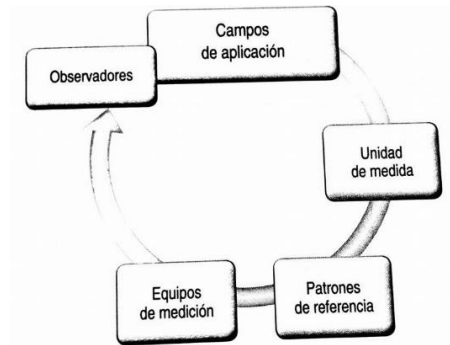 Campos
de aplicación
Observadores
Unidad
de medida
Patrones
de referencia
Equipos
de medición